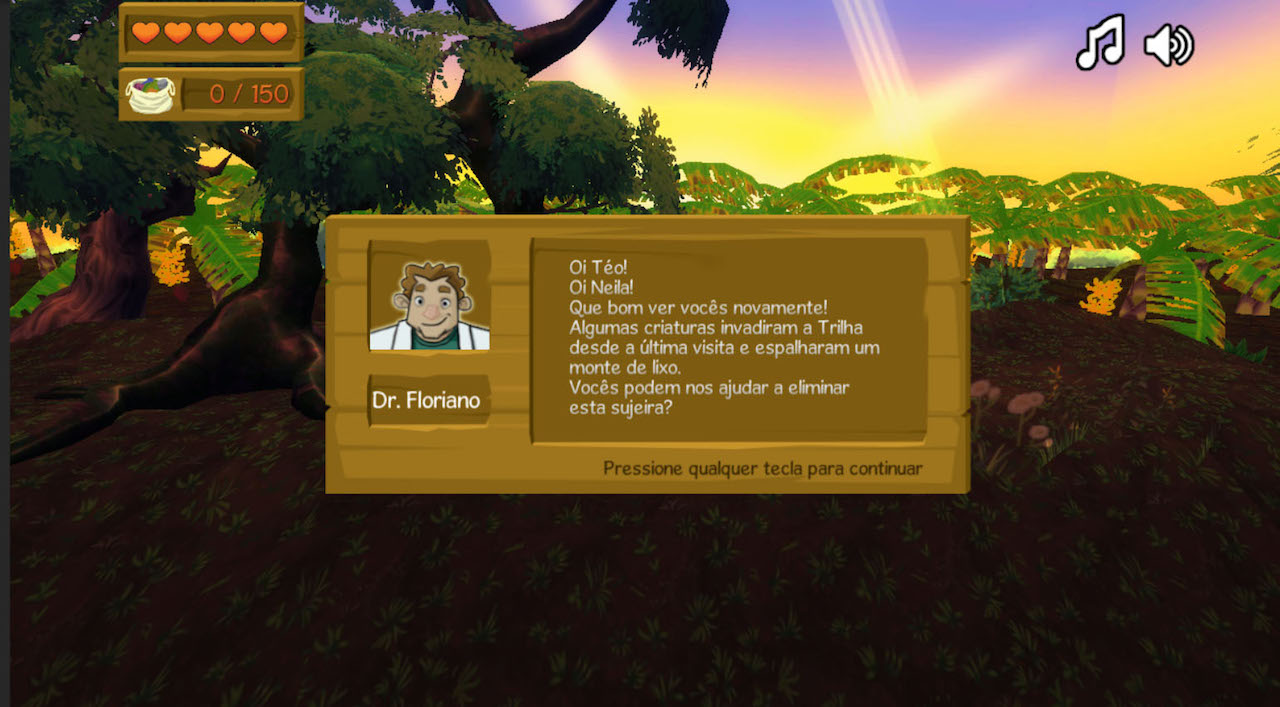 0 / 150
Oi Téo!
Oi Neila!
Que bom ver vocês novamente!
Algumas criaturas invadiram a Trilha
desde a última visita e espalharam um
monte de lixo.
Vocês podem nos ajudar a eliminar
esta sujeira?
Dr. Floriano
Pressione qualquer tecla para continuar